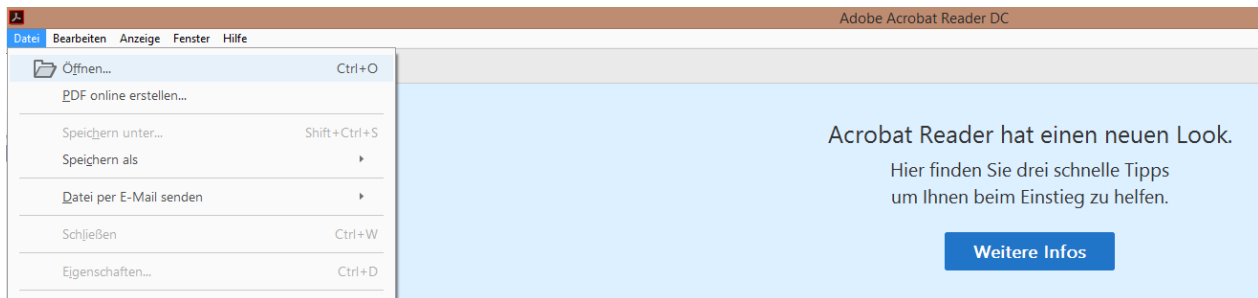 Adobe Acrobat Reader DC
Datei Bearbeiten Anzeige Fenster Hilfe
Öffnen... Ctrl+O
PDF online erstellen...
Speichern unter... Shift+Ctrl+S
Speichern als
Datei per E-Mail senden
Schließen Ctrl+W
Eigenschaften... Ctrl+D
Acrobat Reader hat einen neuen Look.
Hier finden Sie drei schnelle Tipps
um Ihnen beim Einstieg zu helfen.
Weitere Infos